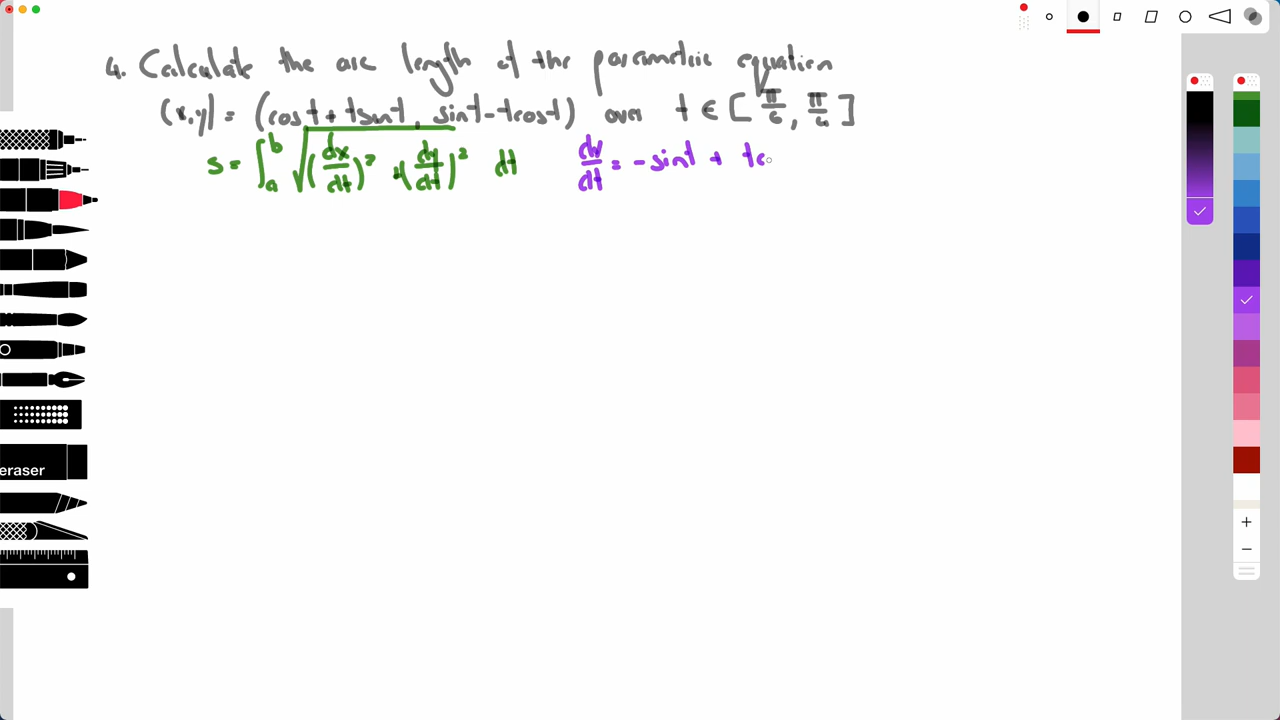 4. Calculate the arc length of the parametric equation
(x,y) = (cost + tsint, sint - tcost) over t ∈ [π/6, π/4]
s = ∫_a^b √((dx/dt)² + (dy/dt)²) dt dx/dt = -sint + tc
eraser